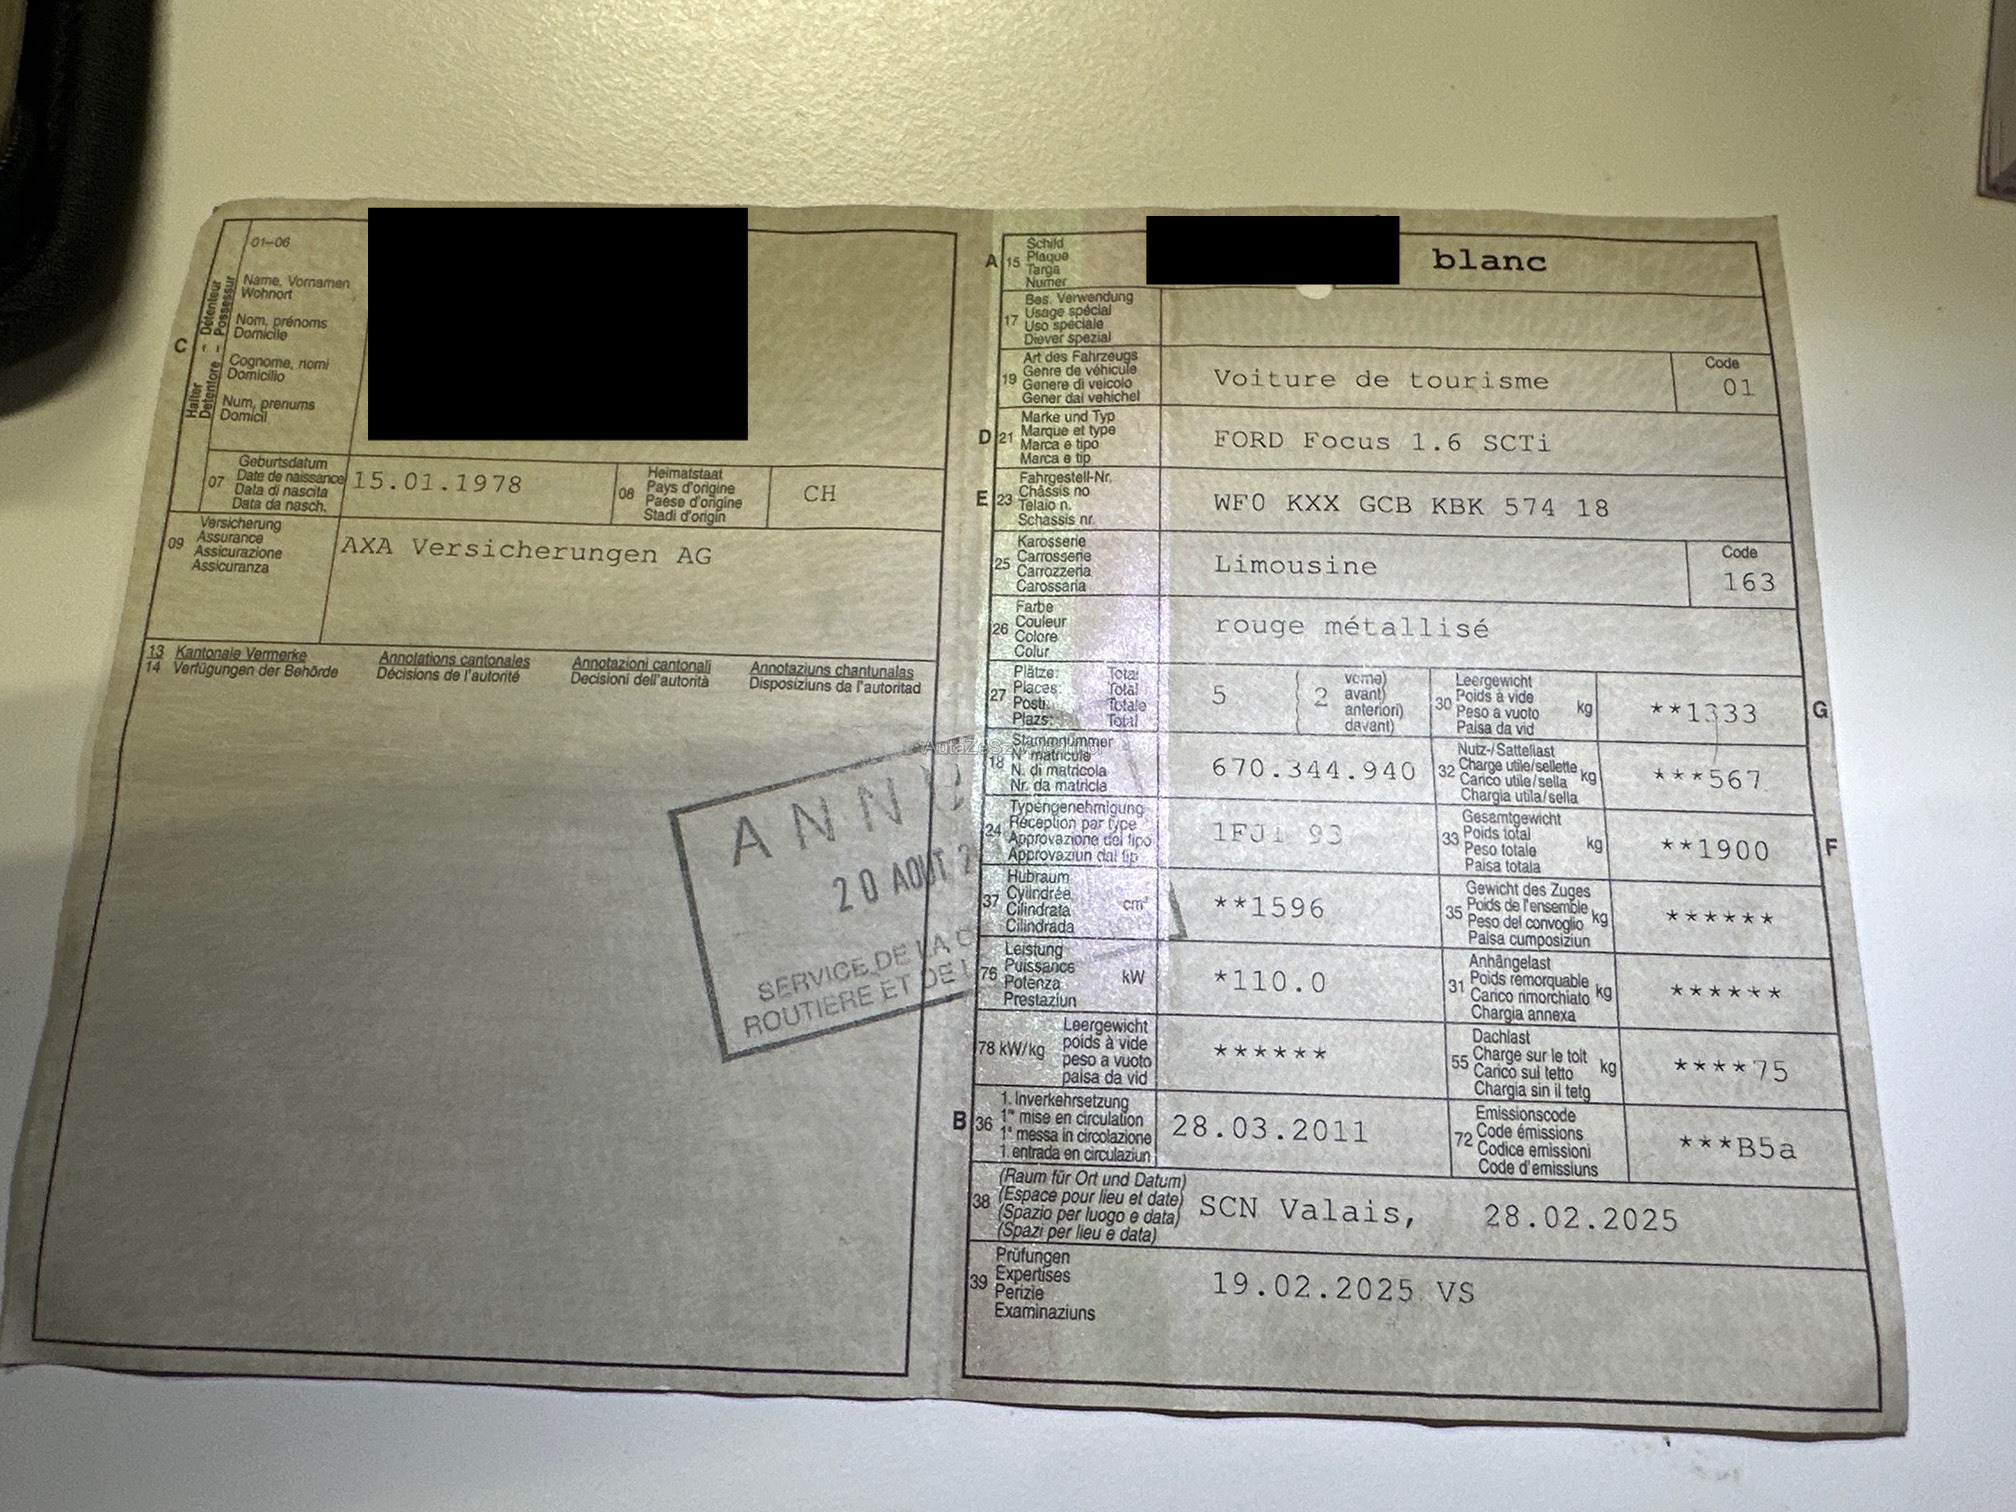 01–06
Halter – Détenteur
Detentore – Possessur
C
Name, Vornamen
Wohnort
Nom, prénoms
Domicile
Cognome, nomi
Domicilio
Num, prenums
Domicil
07
Geburtsdatum
Date de naissance
Data di nascita
Data da nasch.
15.01.1978
08
Heimatstaat
Pays d'origine
Paese d'origine
Stadi d'origin
CH
09
Versicherung
Assurance
Assicurazione
Assicuranza
AXA Versicherungen AG
13 Kantonale Vermerke Annotations cantonales Annotazioni cantonali Annotaziuns chantunalas
14 Verfügungen der Behörde Décisions de l'autorité Decisioni dell'autorità Disposiziuns da l'autoritad
20 AOUT
SERVICE DE LA
ROUTIERE ET DE
A 15
Schild
Plaque
Targa
Numer
blanc
17
Bes. Verwendung
Usage spécial
Uso speciale
Diever spezial
19
Art des Fahrzeugs
Genre de véhicule
Genere di veicolo
Gener dal vehichel
Voiture de tourisme
Code
01
D 21
Marke und Typ
Marque et type
Marca e tipo
Marca e tip
FORD Focus 1.6 SCTi
E 23
Fahrgestell-Nr.
Châssis no
Telaio n.
Schassis nr.
WF0 KXX GCB KBK 574 18
25
Karosserie
Carrosserie
Carrozzeria
Carossaria
Limousine
Code
163
26
Farbe
Couleur
Colore
Colur
rouge métallisé
27
Plätze: Total
Places: Total
Posti: Totale
Plazs: Total
5
2
vorne)
avant)
anteriori)
davant)
30
Leergewicht
Poids à vide
Peso a vuoto
Paisa da vid
kg
**1333
G
18
Stammnummer
N° matricule
N. di matricola
Nr. da matricla
670.344.940
32
Nutz-/Sattellast
Charge utile/sellette
Carico utile/sella
Chargia utila/sella
kg
***567
24
Typengenehmigung
Réception par type
Approvazione del tipo
Approvaziun dal tip
93
33
Gesamtgewicht
Poids total
Peso totale
Paisa totala
kg
**1900
F
37
Hubraum
Cylindrée
Cilindrata
Cilindrada
cm³
**1596
35
Gewicht des Zuges
Poids de l'ensemble
Peso del convoglio
Paisa cumposiziun
kg
******
76
Leistung
Puissance
Potenza
Prestaziun
kW
*110.0
31
Anhängelast
Poids remorquable
Carico rimorchiato
Chargia annexa
kg
******
78 kW/kg
Leergewicht
poids à vide
peso a vuoto
paisa da vid
******
55
Dachlast
Charge sur le toit
Carico sul tetto
Chargia sin il tetg
kg
****75
B 36
1. Inverkehrsetzung
1re mise en circulation
1a messa in circolazione
1. entrada en circulaziun
28.03.2011
72
Emissionscode
Code émissions
Codice emissioni
Code d'emissiuns
***B5a
38
(Raum für Ort und Datum)
(Espace pour lieu et date)
(Spazio per luogo e data)
(Spazi per lieu e data)
SCN Valais, 28.02.2025
39
Prüfungen
Expertises
Perizie
Examinaziuns
19.02.2025 VS